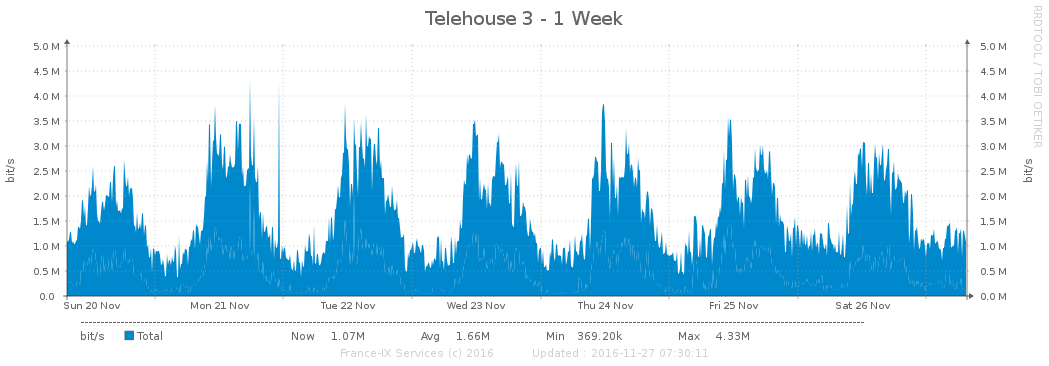 Telehouse 3 - 1 Week
RRDTOOL / TOBI OETIKER
bit/s
5.0 M 5.0 M
4.5 M 4.5 M
4.0 M 4.0 M
3.5 M 3.5 M
3.0 M 3.0 M
2.5 M 2.5 M
2.0 M 2.0 M
1.5 M 1.5 M
1.0 M 1.0 M
0.5 M 0.5 M
0.0 0.0 M
bit/s
Sun 20 Nov Mon 21 Nov Tue 22 Nov Wed 23 Nov Thu 24 Nov Fri 25 Nov Sat 26 Nov
bit/s Total Now 1.07M Avg 1.66M Min 369.20k Max 4.33M
France-IX Services (c) 2016 Updated : 2016-11-27 07:30:11